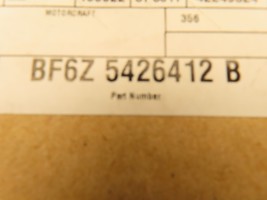 MOTORCRAFT
356
BF6Z 5426412 B
Part Number